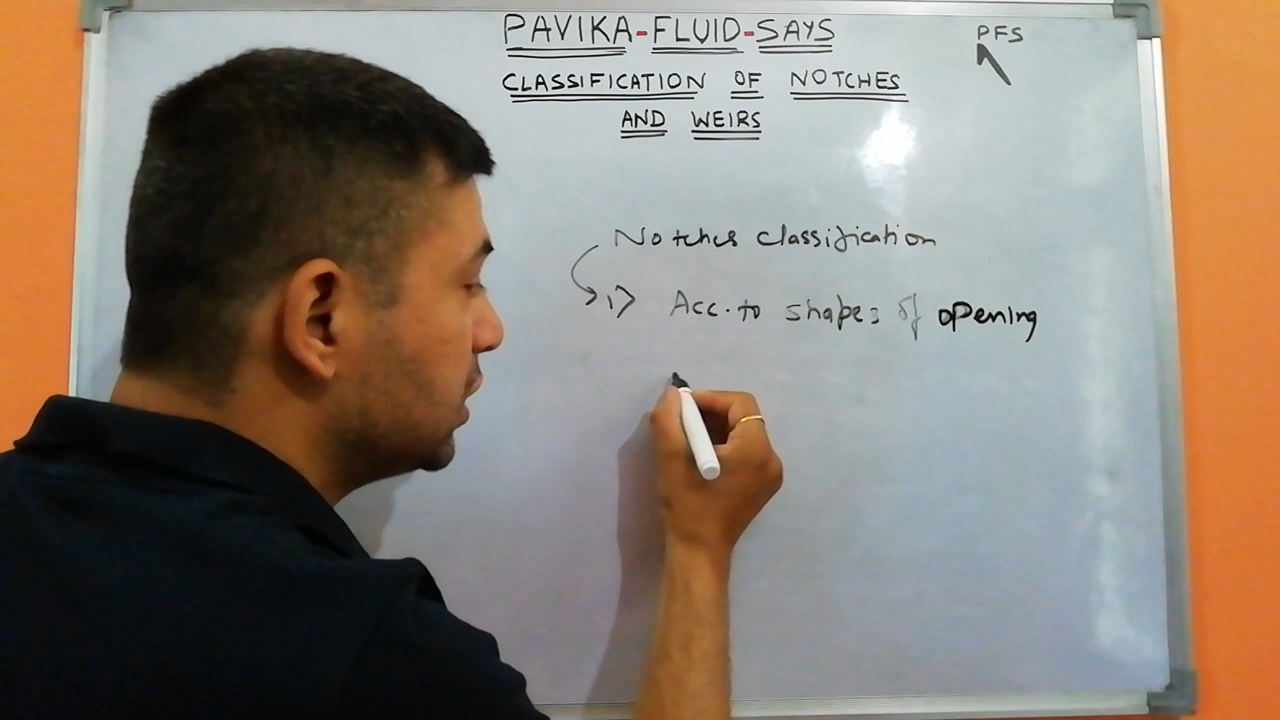 PAVIKA-FLUID-SAYS
PFS
CLASSIFICATION OF NOTCHES
AND WEIRS
Notches classification
1> Acc. to shapes of opening